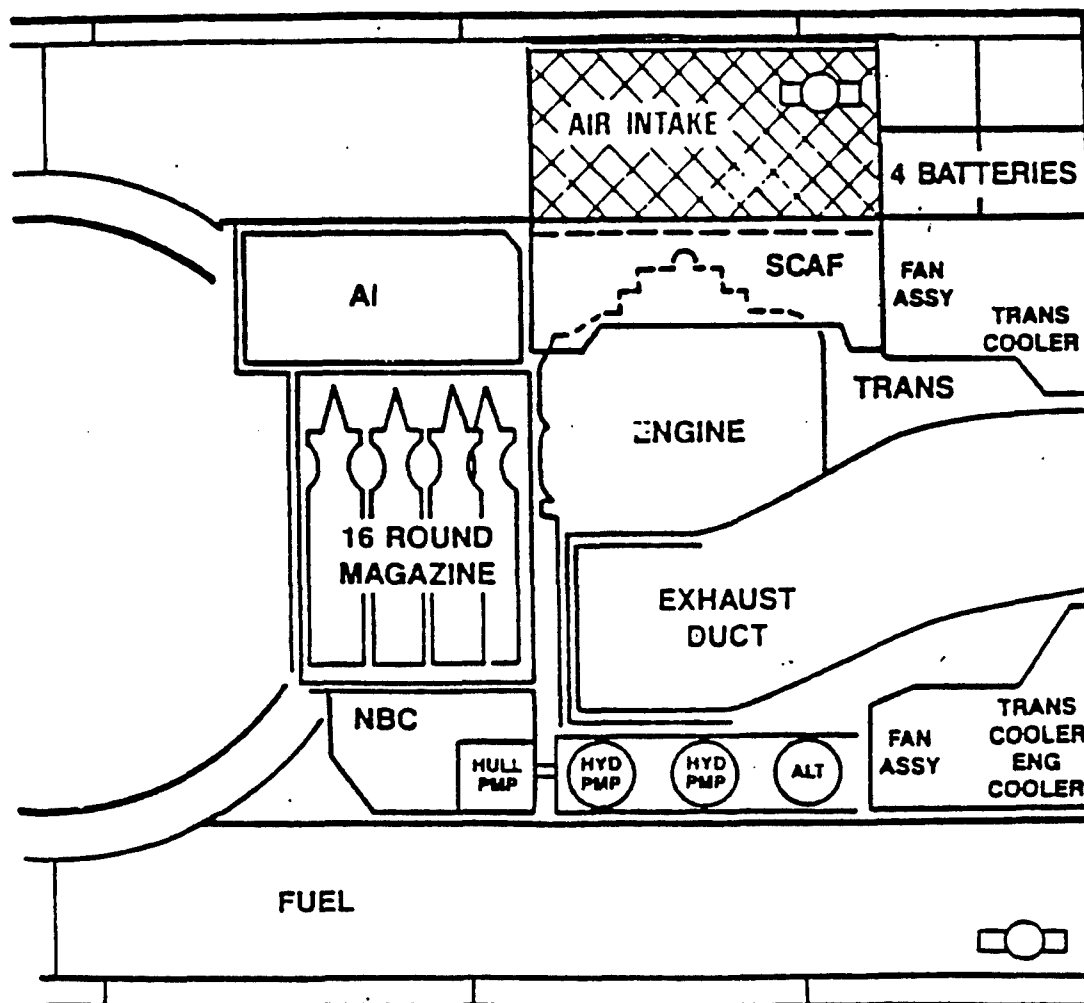 AIR INTAKE
4 BATTERIES
SCAF
FAN
ASSY
TRANS
COOLER
AI
TRANS
ENGINE
16 ROUND
MAGAZINE
EXHAUST
DUCT
NBC
HULL
PMP
HYD
PMP
HYD
PMP
ALT
FAN
ASSY
TRANS
COOLER
ENG
COOLER
FUEL